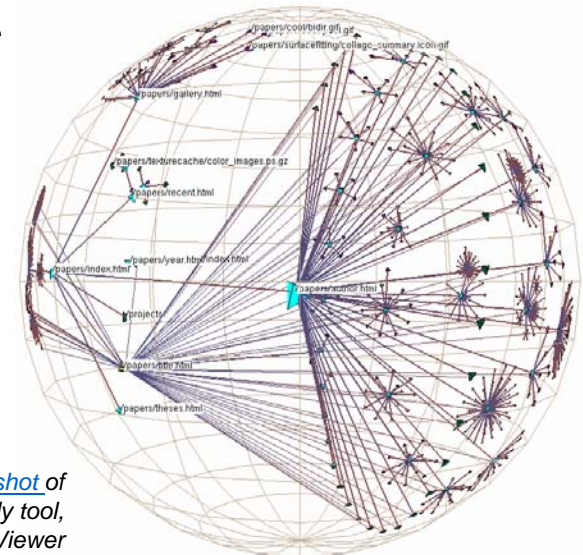 /papers/cool/bidir.gif
/papers/surfacefitting/collage_summary.icon.gif
/papers/gallery.html
/papers/texturecache/color_images.ps.gz
/papers/recent.html
/papers/year.html
/index.html
/papers/index.html
/papers/author.html
/projects
/papers/title.html
/papers/theses.html
shot of
ly tool,
Viewer